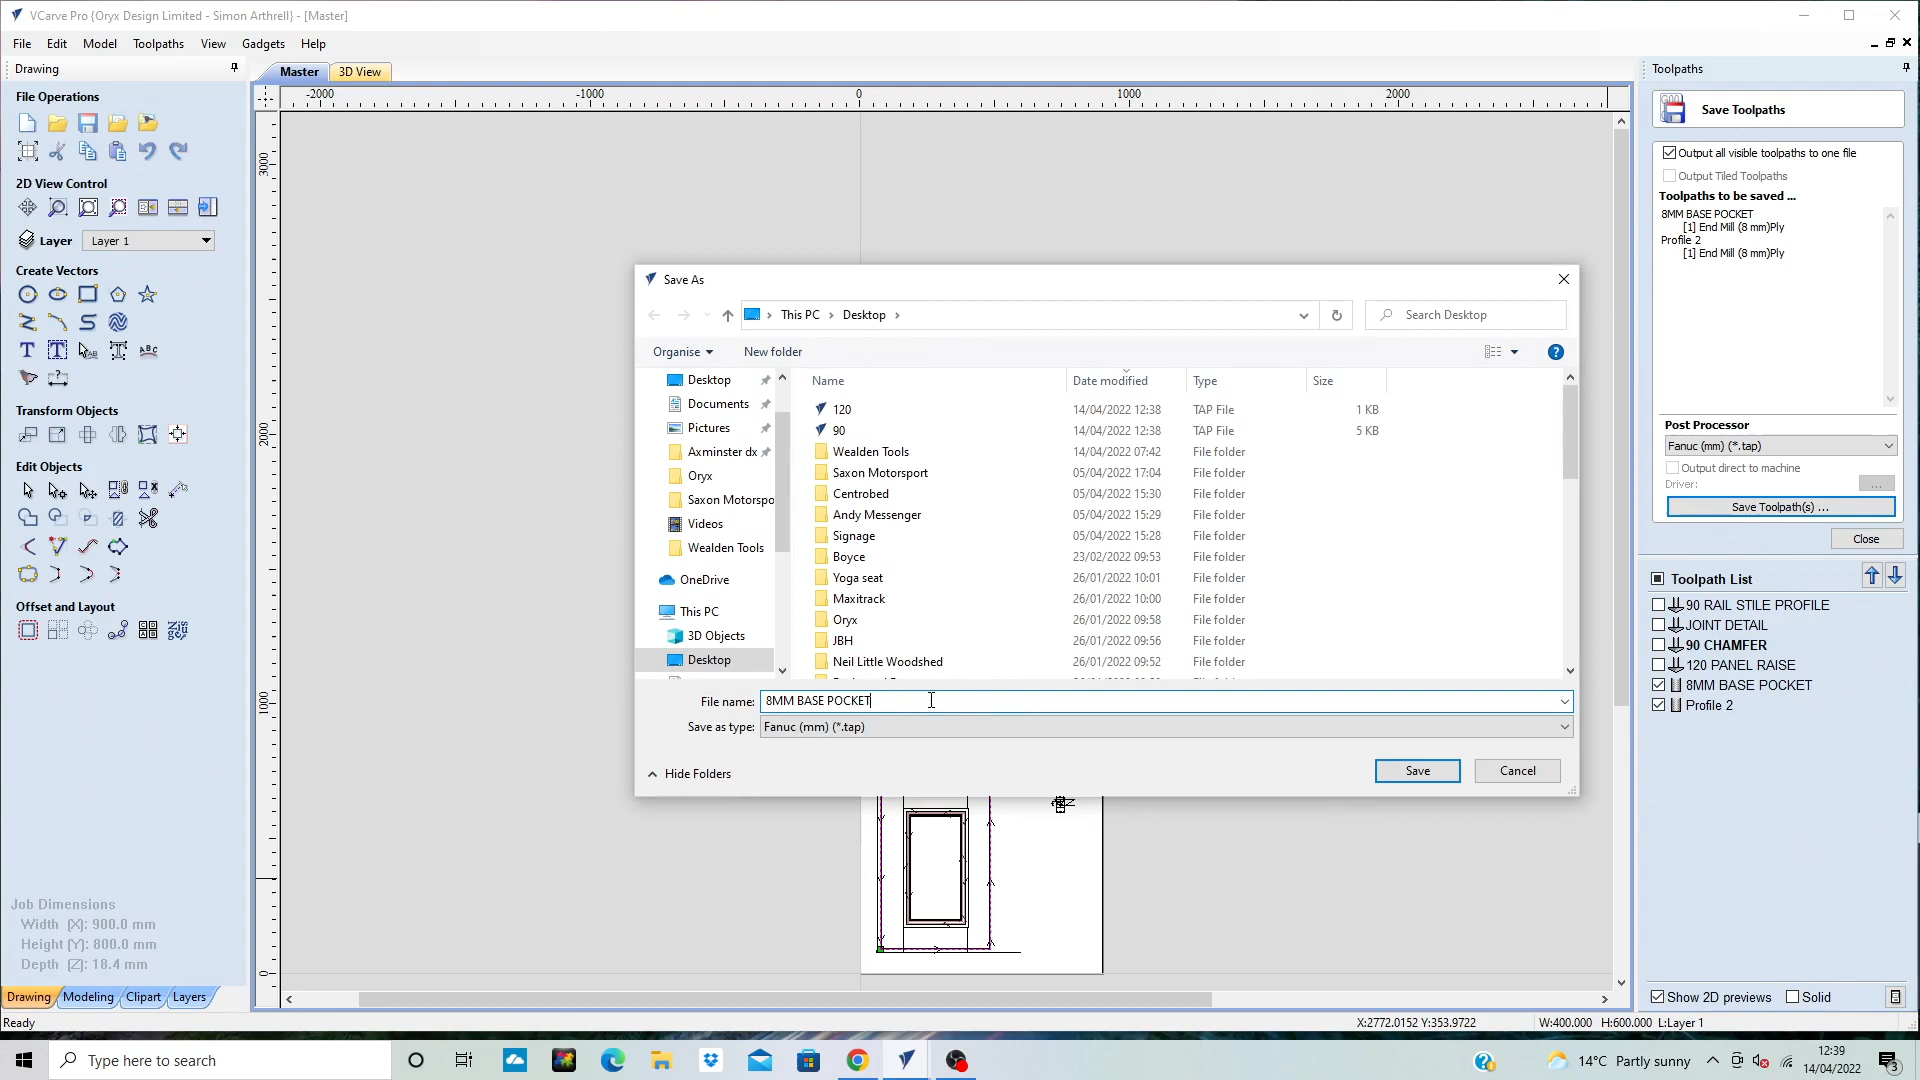 VCarve Pro {Oryx Design Limited - Simon Arthrell} - [Master]
File Edit Model Toolpaths View Gadgets Help
Drawing
File Operations
2D View Control
Layer Layer 1
Create Vectors
Transform Objects
Edit Objects
Offset and Layout
Job Dimensions
Width (X): 900.0 mm
Height (Y): 800.0 mm
Depth (Z): 18.4 mm
Drawing Modeling Clipart Layers
Ready
Master 3D View
-2000 -1000 0 1000 2000
3000
2000
1000
0
Save As
This PC Desktop
Search Desktop
Organise New folder
Desktop
Documents
Pictures
Axminster dx
Oryx
Saxon Motorspo
Videos
Wealden Tools
OneDrive
This PC
3D Objects
Desktop
Name Date modified Type Size
120 14/04/2022 12:38 TAP File 1 KB
90 14/04/2022 12:38 TAP File 5 KB
Wealden Tools 14/04/2022 07:42 File folder
Saxon Motorsport 05/04/2022 17:04 File folder
Centrobed 05/04/2022 15:30 File folder
Andy Messenger 05/04/2022 15:29 File folder
Signage 05/04/2022 15:28 File folder
Boyce 23/02/2022 09:53 File folder
Yoga seat 26/01/2022 10:01 File folder
Maxitrack 26/01/2022 10:00 File folder
Oryx 26/01/2022 09:58 File folder
JBH 26/01/2022 09:56 File folder
Neil Little Woodshed 26/01/2022 09:52 File folder
File name: 8MM BASE POCKET
Save as type: Fanuc (mm) (*.tap)
Hide Folders
Save Cancel
Toolpaths
Save Toolpaths
Output all visible toolpaths to one file
Output Tiled Toolpaths
Toolpaths to be saved ...
8MM BASE POCKET
[1] End Mill (8 mm)Ply
Profile 2
[1] End Mill (8 mm)Ply
Post Processor
Fanuc (mm) (*.tap)
Output direct to machine
Driver: ...
Save Toolpath(s) ...
Close
Toolpath List
90 RAIL STILE PROFILE
JOINT DETAIL
90 CHAMFER
120 PANEL RAISE
8MM BASE POCKET
Profile 2
Show 2D previews Solid
X:2772.0152 Y:353.9722 W:400.000 H:600.000 L:Layer 1
Type here to search
14°C Partly sunny
12:39
14/04/2022
3